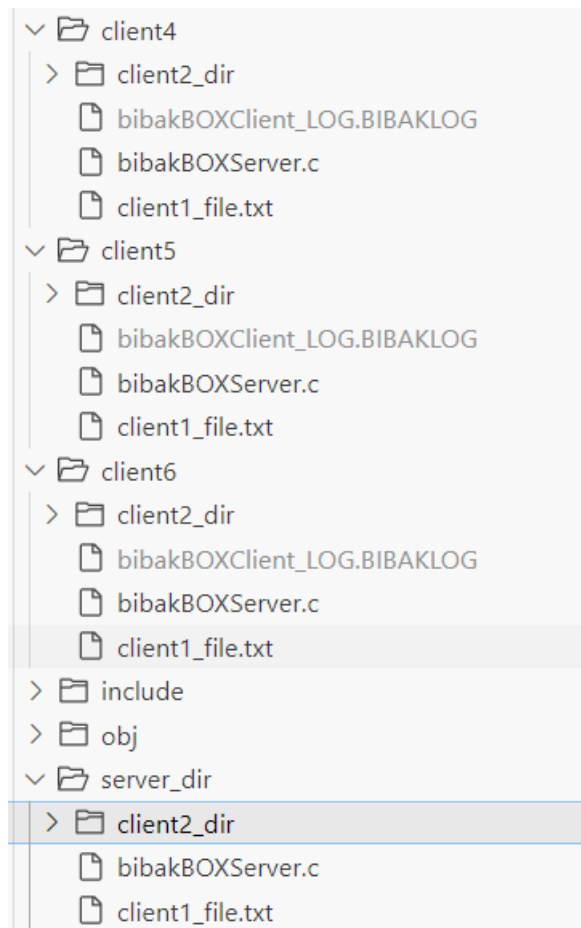 client4
client2_dir
bibakBOXClient_LOG.BIBAKLOG
bibakBOXServer.c
client1_file.txt
client5
client2_dir
bibakBOXClient_LOG.BIBAKLOG
bibakBOXServer.c
client1_file.txt
client6
client2_dir
bibakBOXClient_LOG.BIBAKLOG
bibakBOXServer.c
client1_file.txt
include
obj
server_dir
client2_dir
bibakBOXServer.c
client1_file.txt